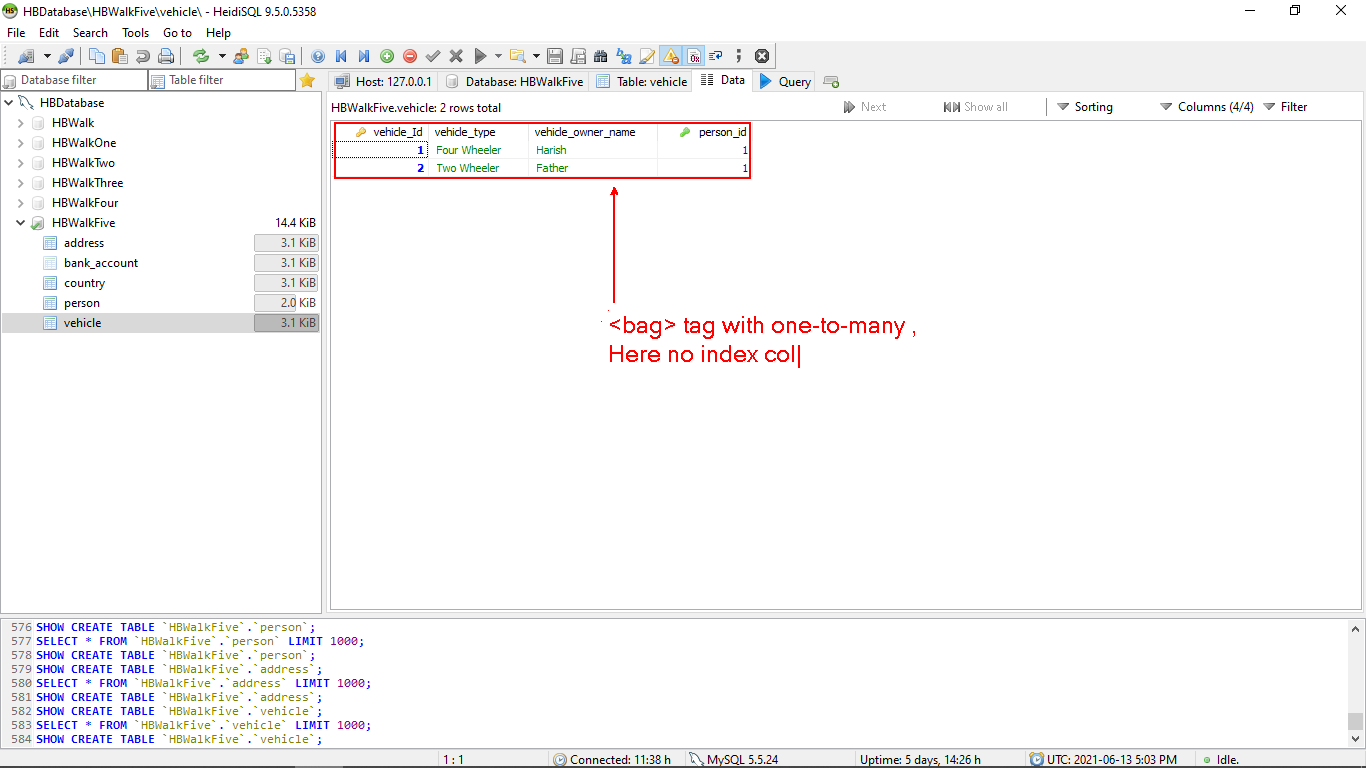 HBDatabase\HBWalkFive\vehicle\ - HeidiSQL 9.5.0.5358
File Edit Search Tools Go to Help
Database filter Table filter
Host: 127.0.0.1 Database: HBWalkFive Table: vehicle Data Query
HBDatabase
HBWalk
HBWalkOne
HBWalkTwo
HBWalkThree
HBWalkFour
HBWalkFive 14.4 KiB
address 3.1 KiB
bank_account 3.1 KiB
country 3.1 KiB
person 2.0 KiB
vehicle 3.1 KiB
HBWalkFive.vehicle: 2 rows total Next Show all Sorting Columns (4/4) Filter
vehicle_Id vehicle_type vehicle_owner_name person_id
1 Four Wheeler Harish 1
2 Two Wheeler Father 1
<bag> tag with one-to-many ,
Here no index col
576 SHOW CREATE TABLE `HBWalkFive`.`person`;
577 SELECT * FROM `HBWalkFive`.`person` LIMIT 1000;
578 SHOW CREATE TABLE `HBWalkFive`.`person`;
579 SHOW CREATE TABLE `HBWalkFive`.`address`;
580 SELECT * FROM `HBWalkFive`.`address` LIMIT 1000;
581 SHOW CREATE TABLE `HBWalkFive`.`address`;
582 SHOW CREATE TABLE `HBWalkFive`.`vehicle`;
583 SELECT * FROM `HBWalkFive`.`vehicle` LIMIT 1000;
584 SHOW CREATE TABLE `HBWalkFive`.`vehicle`;
1 : 1 Connected: 11:38 h MySQL 5.5.24 Uptime: 5 days, 14:26 h UTC: 2021-06-13 5:03 PM Idle.